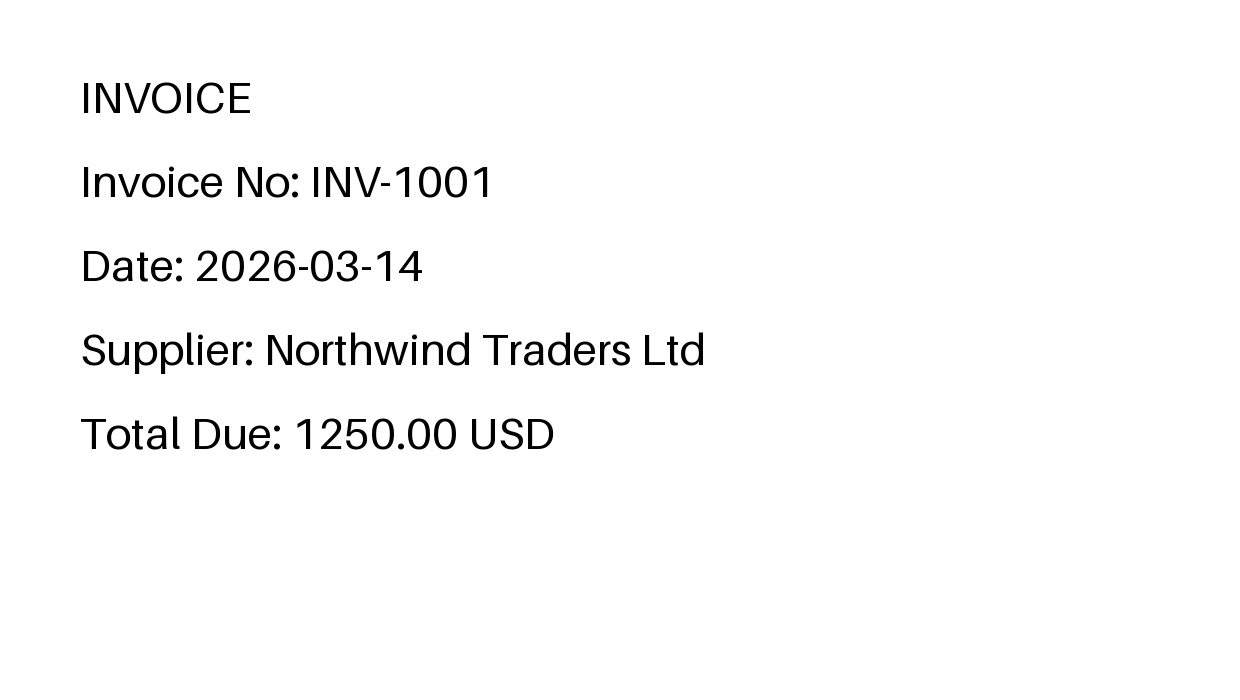 INVOICE
Invoice No: INV-1001
Date: 2026-03-14
Supplier: Northwind Traders Ltd
Total Due: 1250.00 USD